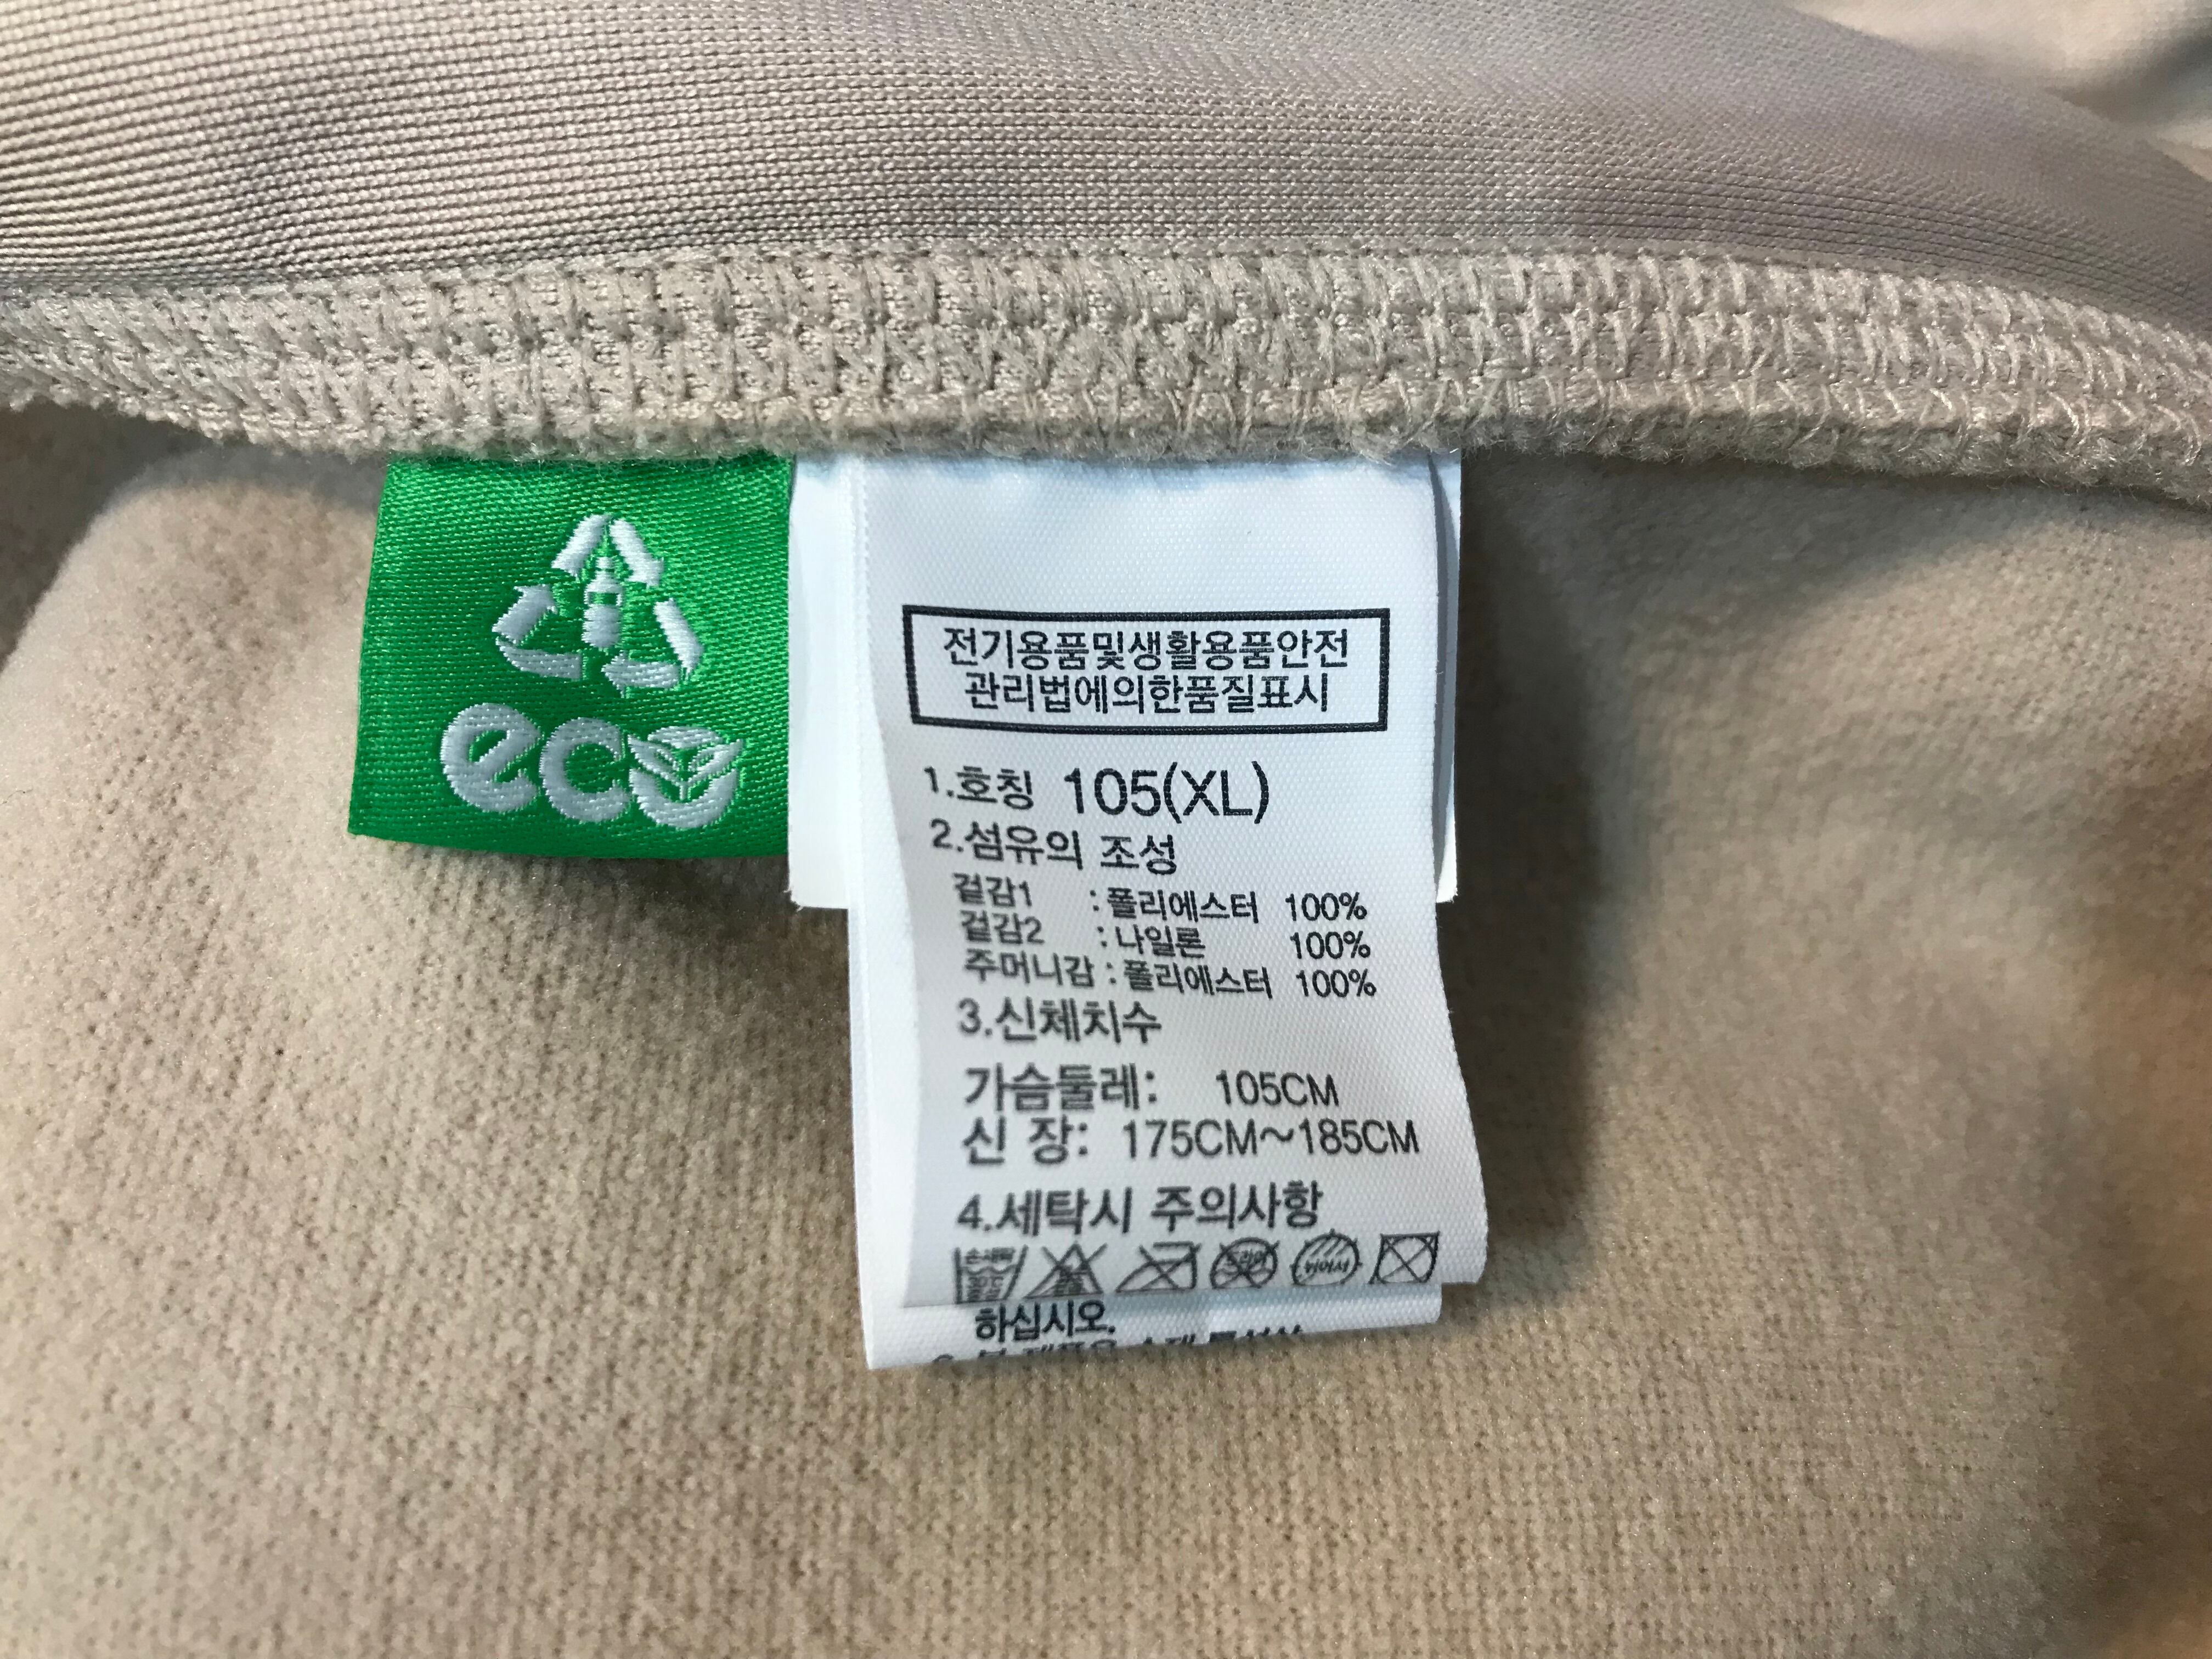 eco
전기용품및생활용품안전
관리법에의한품질표시
1.호칭 105(XL)
2.섬유의 조성
겉감1 : 폴리에스터 100%
겉감2 : 나일론 100%
주머니감 : 폴리에스터 100%
3.신체치수
가슴둘레: 105CM
신 장: 175CM~185CM
4.세탁시 주의사항
하십시오.